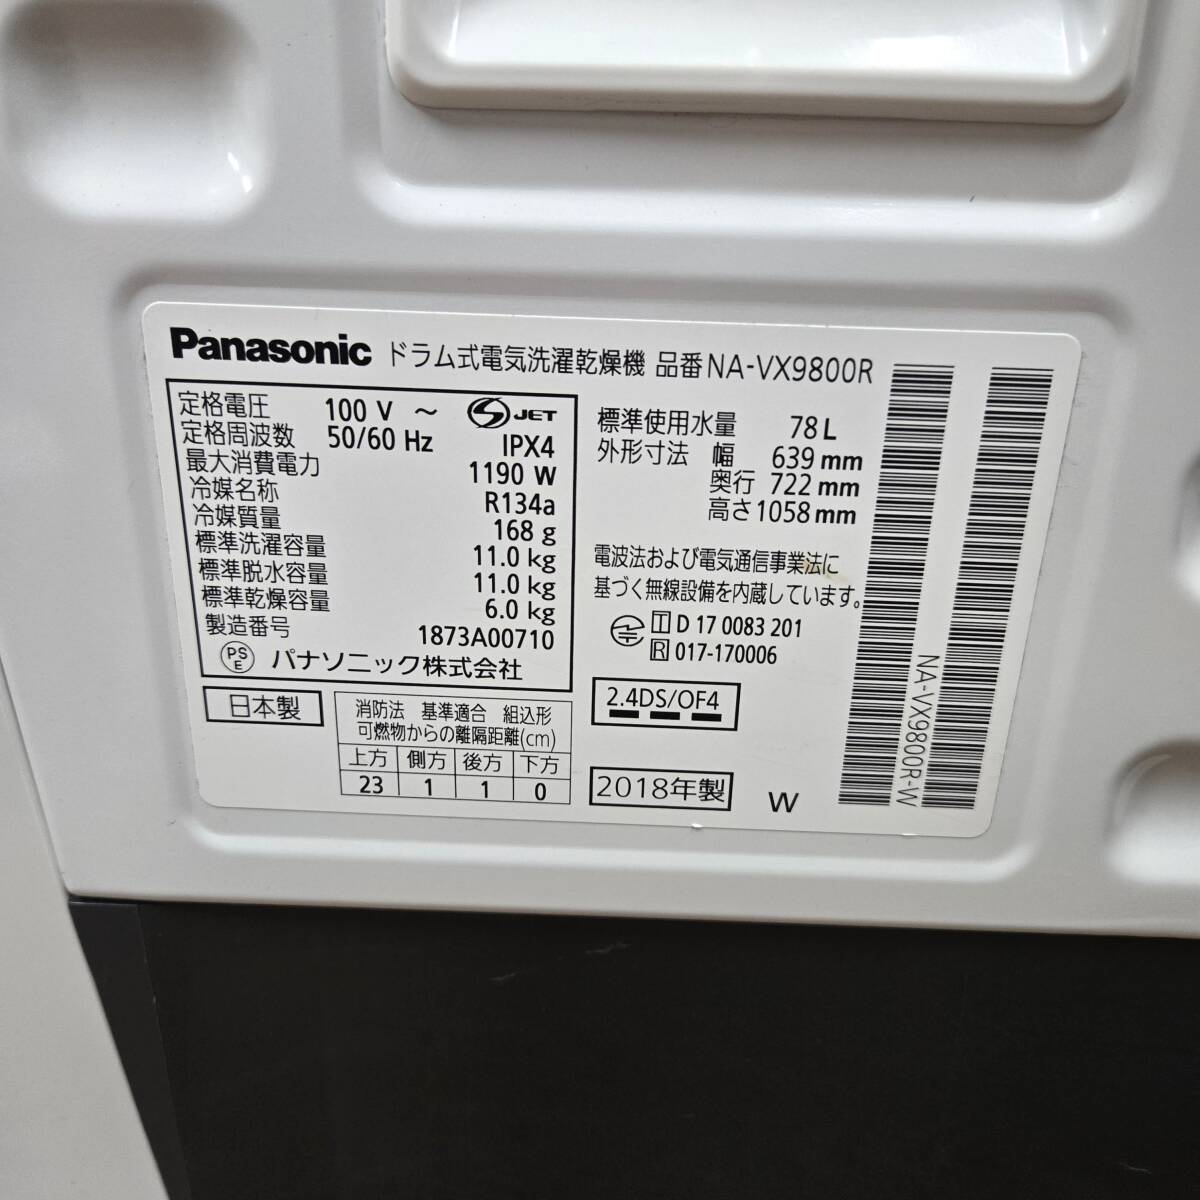 Panasonic ドラム式電気洗濯乾燥機 品番 NA-VX9800R
定格電圧 100 V ～ S JET
定格周波数 50/60 Hz IPX4
最大消費電力 1190 W
冷媒名称 R134a
冷媒質量 168 g
標準洗濯容量 11.0 kg
標準脱水容量 11.0 kg
標準乾燥容量 6.0 kg
製造番号 1873A00710
PS E パナソニック株式会社
日本製
消防法 基準適合 組込形
可燃物からの離隔距離(cm)
上方 側方 後方 下方
23 1 1 0
標準使用水量 78 L
外形寸法 幅 639 mm
奥行 722 mm
高さ 1058 mm
電波法および電気通信事業法に
基づく無線設備を内蔵しています。
T D 17 0083 201
R 017-170006
2.4DS/OF4
2018年製 W
NA-VX9800R-W